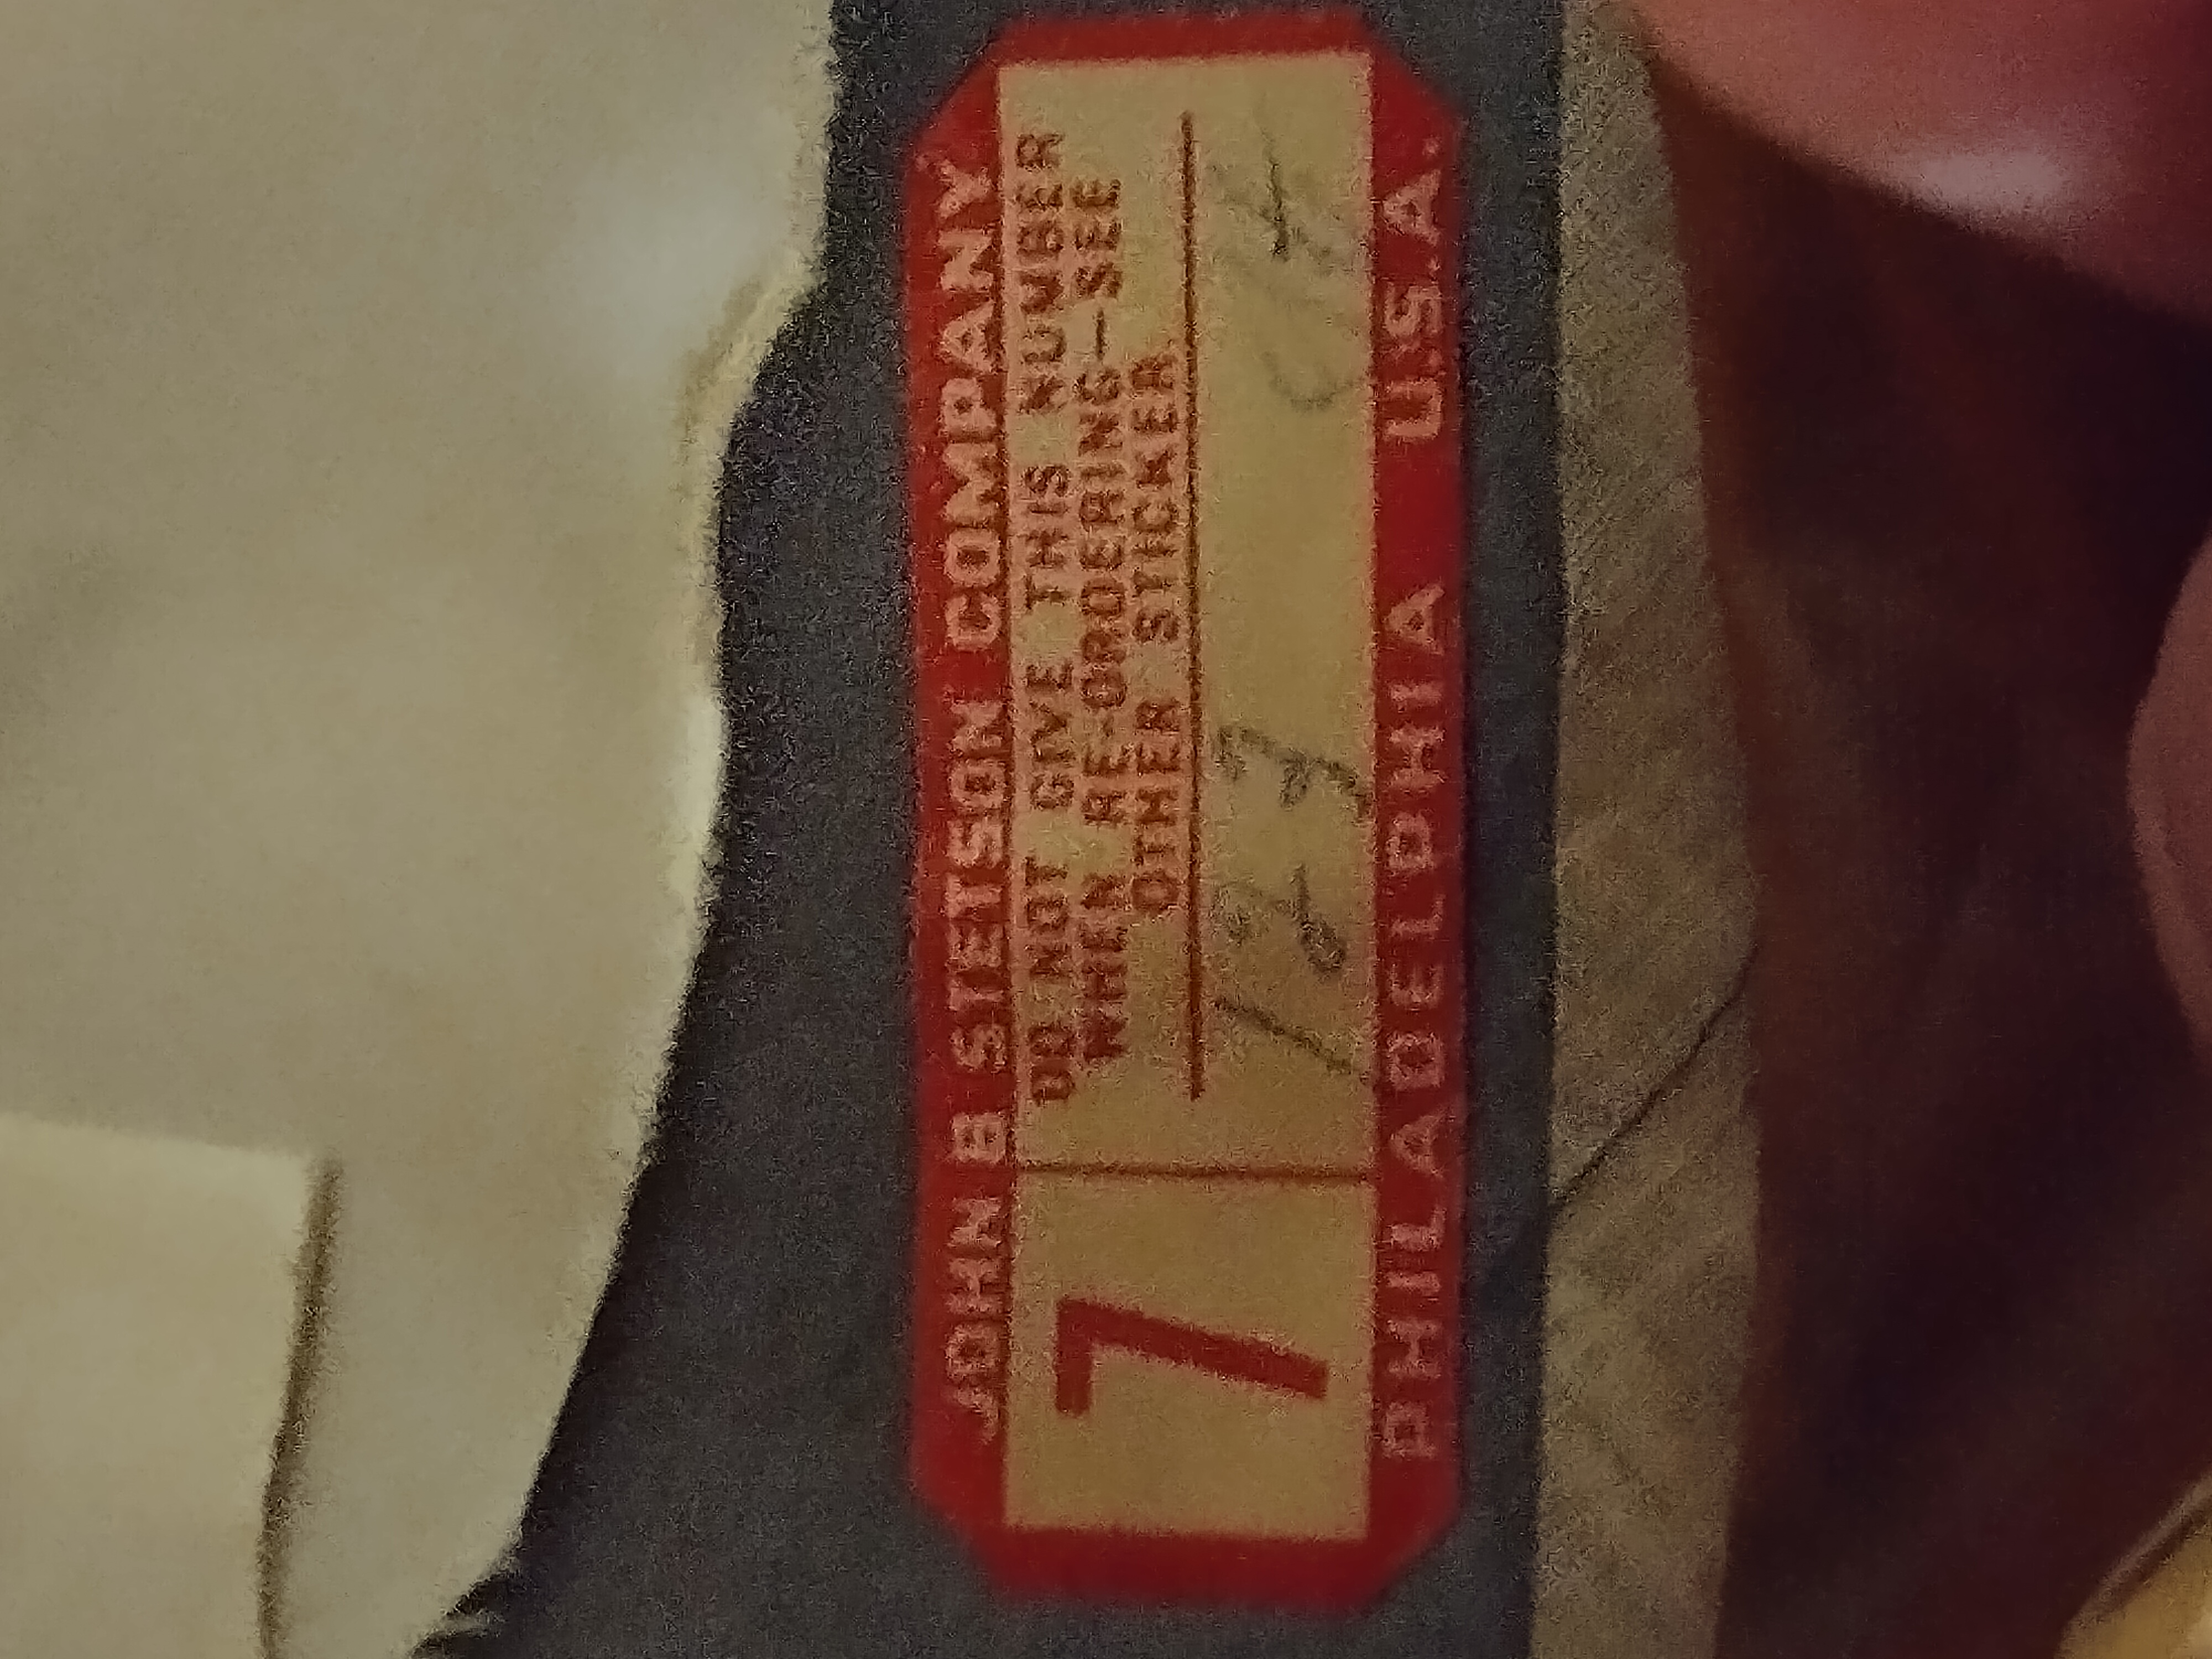 JOHN B STETSON COMPANY
7
DO NOT GIVE THIS NUMBER
WHEN RE-ORDERING—SEE
OTHER STICKER
PHILADELPHIA U.S.A.